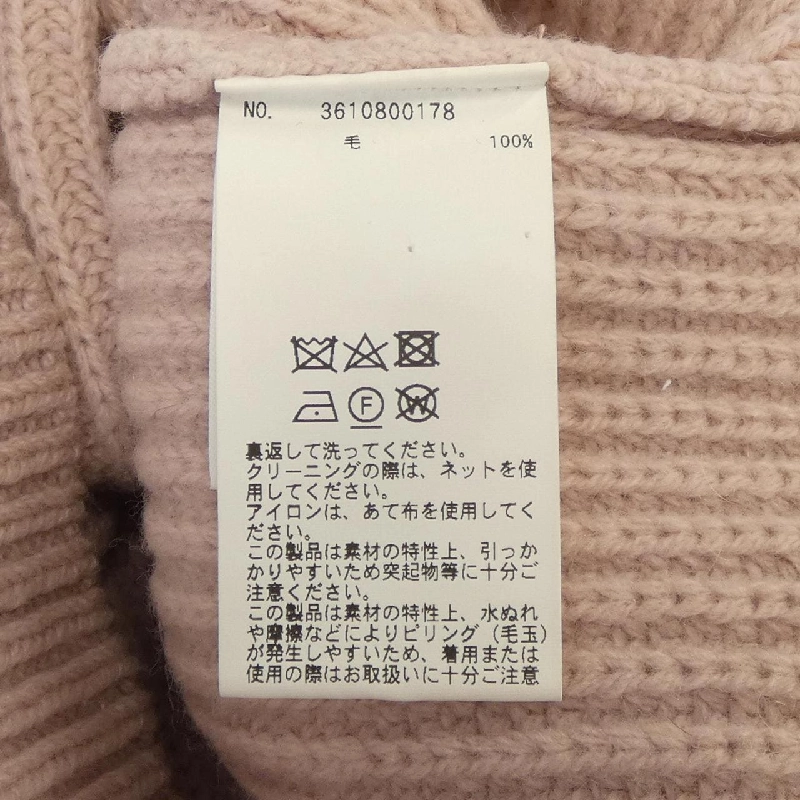 NO. 3610800178
毛 100%
F
W
裏返して洗ってください。
クリーニングの際は、ネットを使
用してください。
アイロンは、あて布を使用してく
ださい。
この製品は素材の特性上、引っか
かりやすいため突起物等に十分ご
注意ください。
この製品は素材の特性上、水ぬれ
や摩擦などによりピリング（毛玉）
が発生しやすいため、着用または
使用の際はお取扱いに十分ご注意